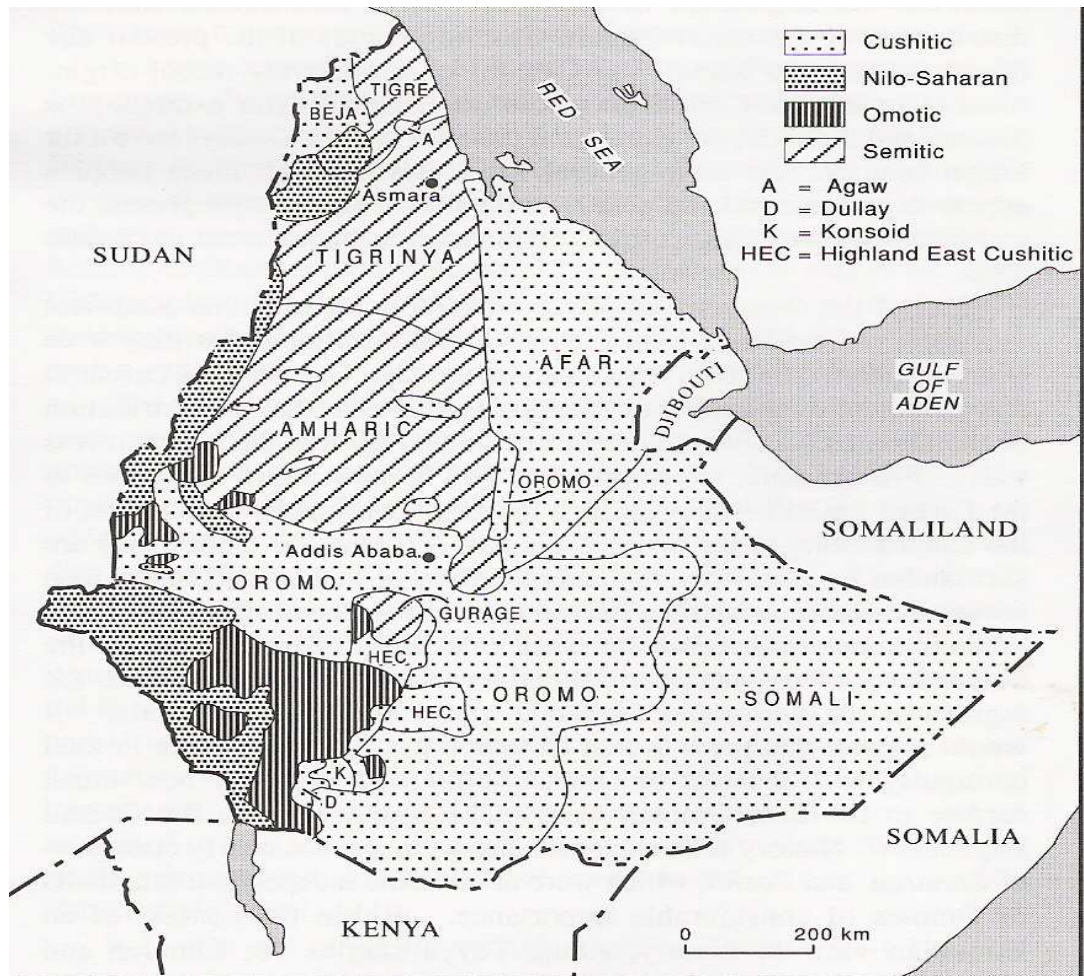 Cushitic
Nilo-Saharan
Omotic
Semitic
A = Agaw
D = Dullay
K = Konsoid
HEC = Highland East Cushitic
RED
SEA
TIGRE
BEJA
A
Asmara
SUDAN
TIGRINYA
AFAR
DJIBOUTI
GULF
OF
ADEN
AMHARIC
OROMO
SOMALILAND
Addis Ababa
OROMO
GURAGE
HEC
OROMO
SOMALI
HEC
K
D
SOMALIA
KENYA
0 200 km